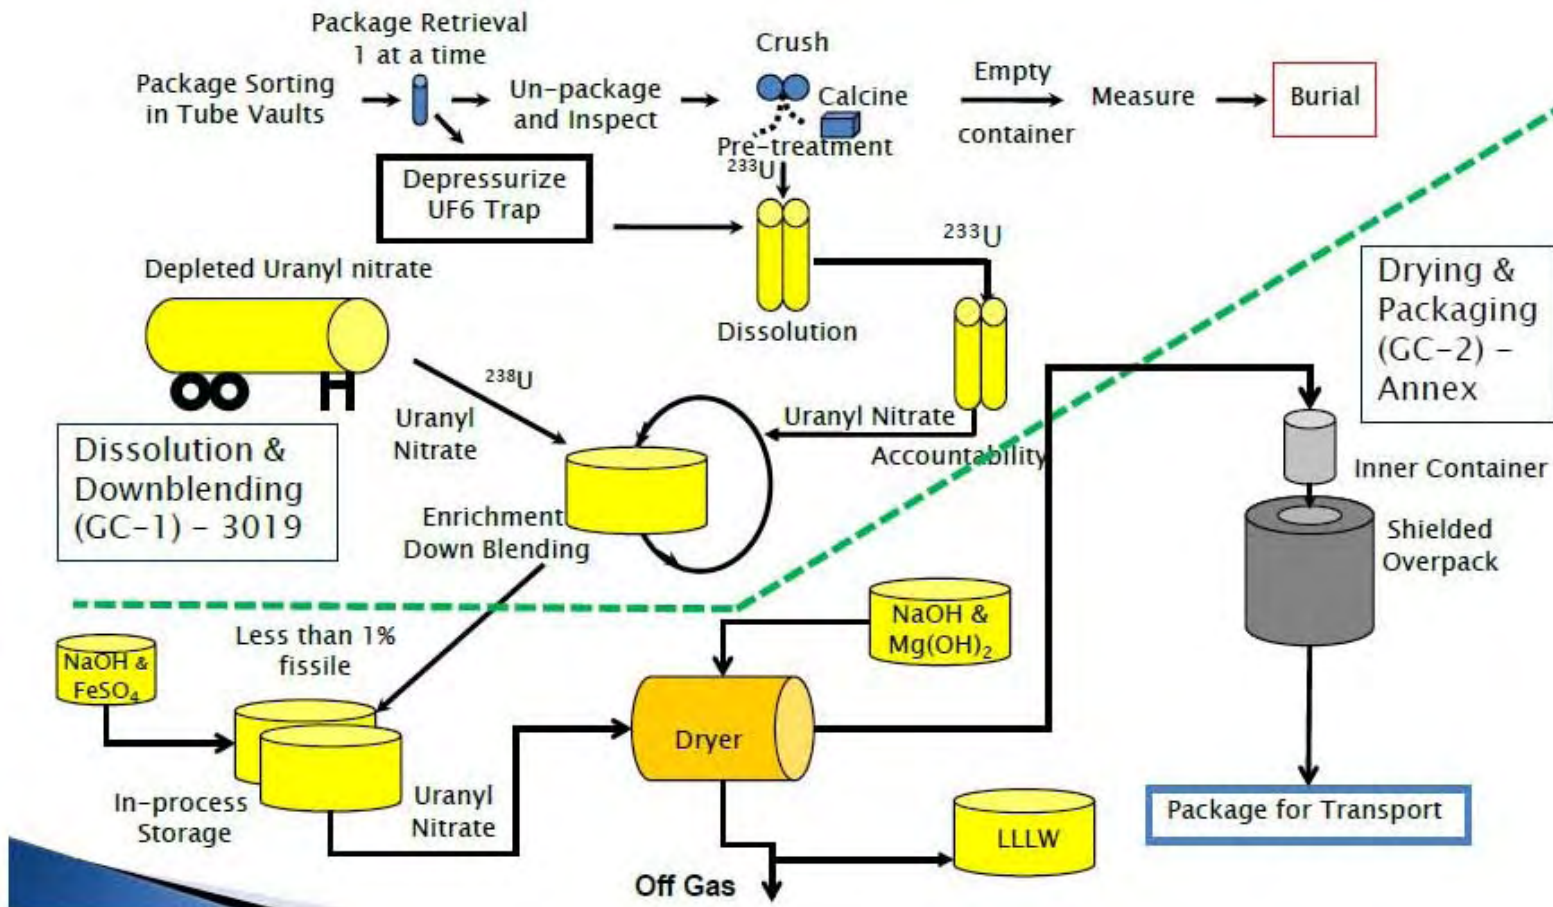 Package Retrieval
1 at a time
Package Sorting
in Tube Vaults
Un-package
and Inspect
Crush
Calcine
Pre-treatment
Empty
container
Measure
Burial
Depressurize
UF6 Trap
²³³U
²³³U
Depleted Uranyl nitrate
Dissolution
Drying &
Packaging
(GC-2) -
Annex
²³⁸U
Uranyl
Nitrate
Uranyl Nitrate
Accountability
Dissolution &
Downblending
(GC-1) - 3019
Enrichment
Down Blending
Inner Container
Shielded
Overpack
Less than 1%
fissile
NaOH &
FeSO₄
NaOH &
Mg(OH)₂
Dryer
In-process
Storage
Uranyl
Nitrate
LLLW
Package for Transport
Off Gas